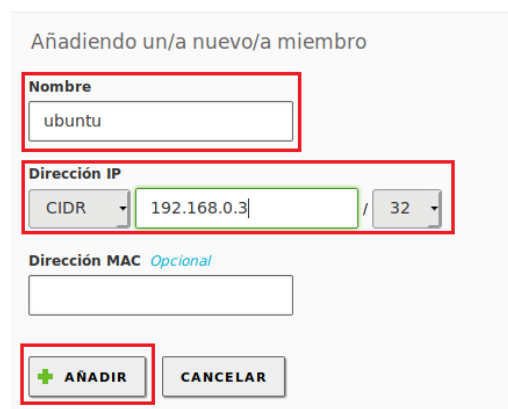 Añadiendo un/a nuevo/a miembro
Nombre
ubuntu
Dirección IP
CIDR 192.168.0.3 / 32
Dirección MAC Opcional
AÑADIR CANCELAR